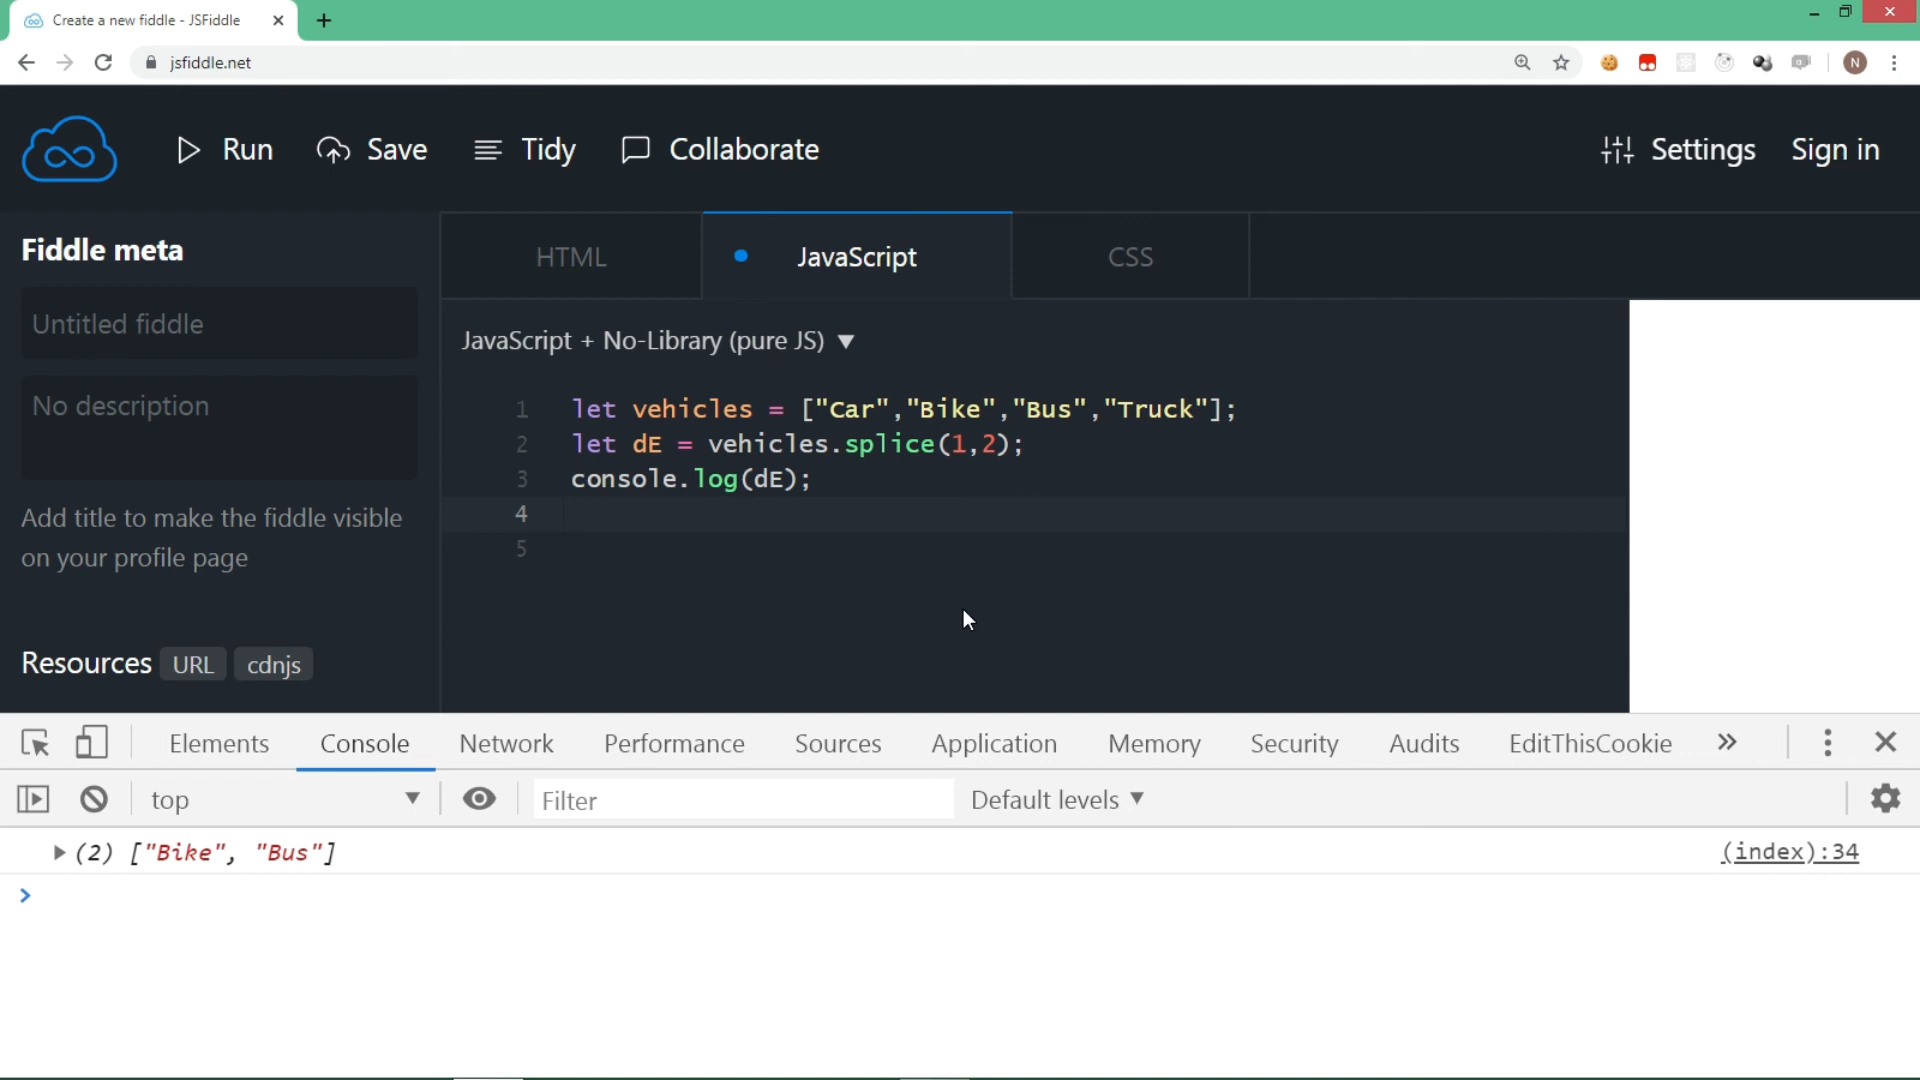 Create a new fiddle - JSFiddle
jsfiddle.net
N
Run
Save
Tidy
Collaborate
Settings
Sign in
Fiddle meta
Untitled fiddle
No description
Add title to make the fiddle visible
on your profile page
Resources URL cdnjs
HTML
JavaScript
CSS
JavaScript + No-Library (pure JS) ▼
1 let vehicles = ["Car","Bike","Bus","Truck"];
2 let dE = vehicles.splice(1,2);
3 console.log(dE);
4
5
Elements Console Network Performance Sources Application Memory Security Audits EditThisCookie »
top
Filter
Default levels ▼
(2) ["Bike", "Bus"] (index):34